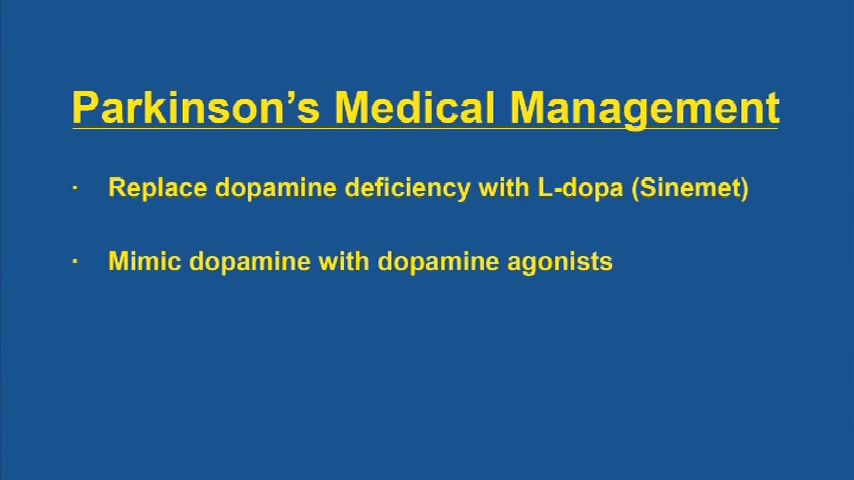 Parkinson’s Medical Management
· Replace dopamine deficiency with L-dopa (Sinemet)
· Mimic dopamine with dopamine agonists